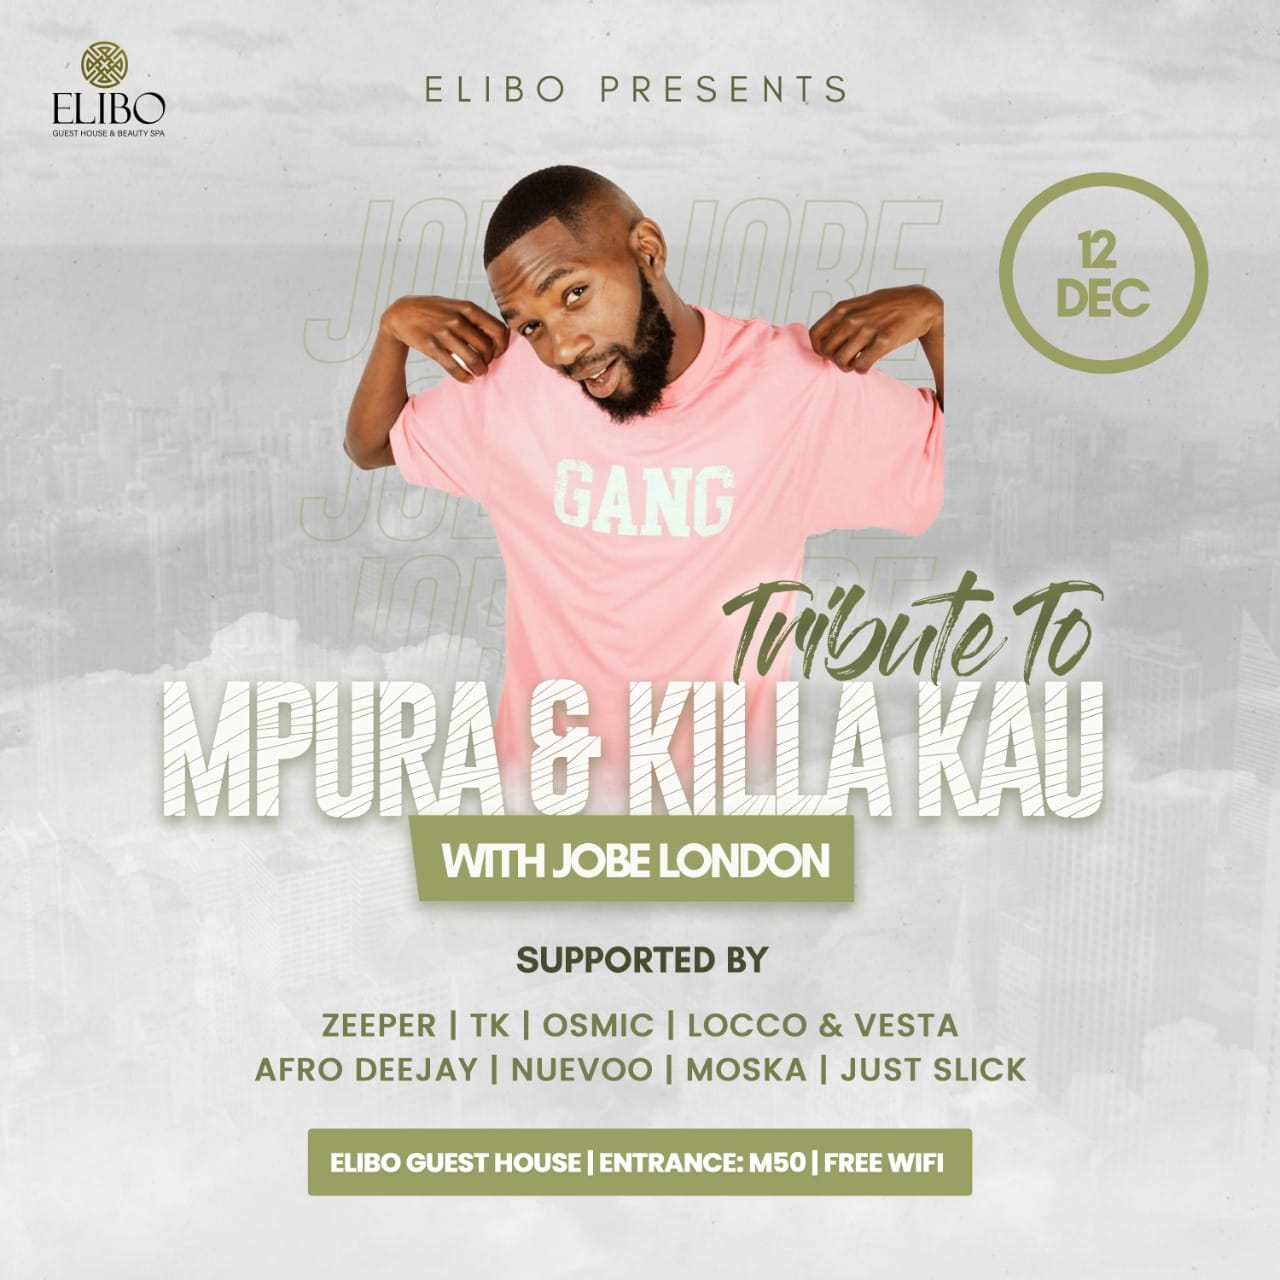 ELIBO
GUEST HOUSE & BEAUTY SPA
ELIBO PRESENTS
JOBE JOBE
12
DEC
GANG
Tribute To
MPURA & KILLA KAU
WITH JOBE LONDON
SUPPORTED BY
ZEEPER | TK | OSMIC | LOCCO & VESTA
AFRO DEEJAY | NUEVOO | MOSKA | JUST SLICK
ELIBO GUEST HOUSE | ENTRANCE: M50 | FREE WIFI